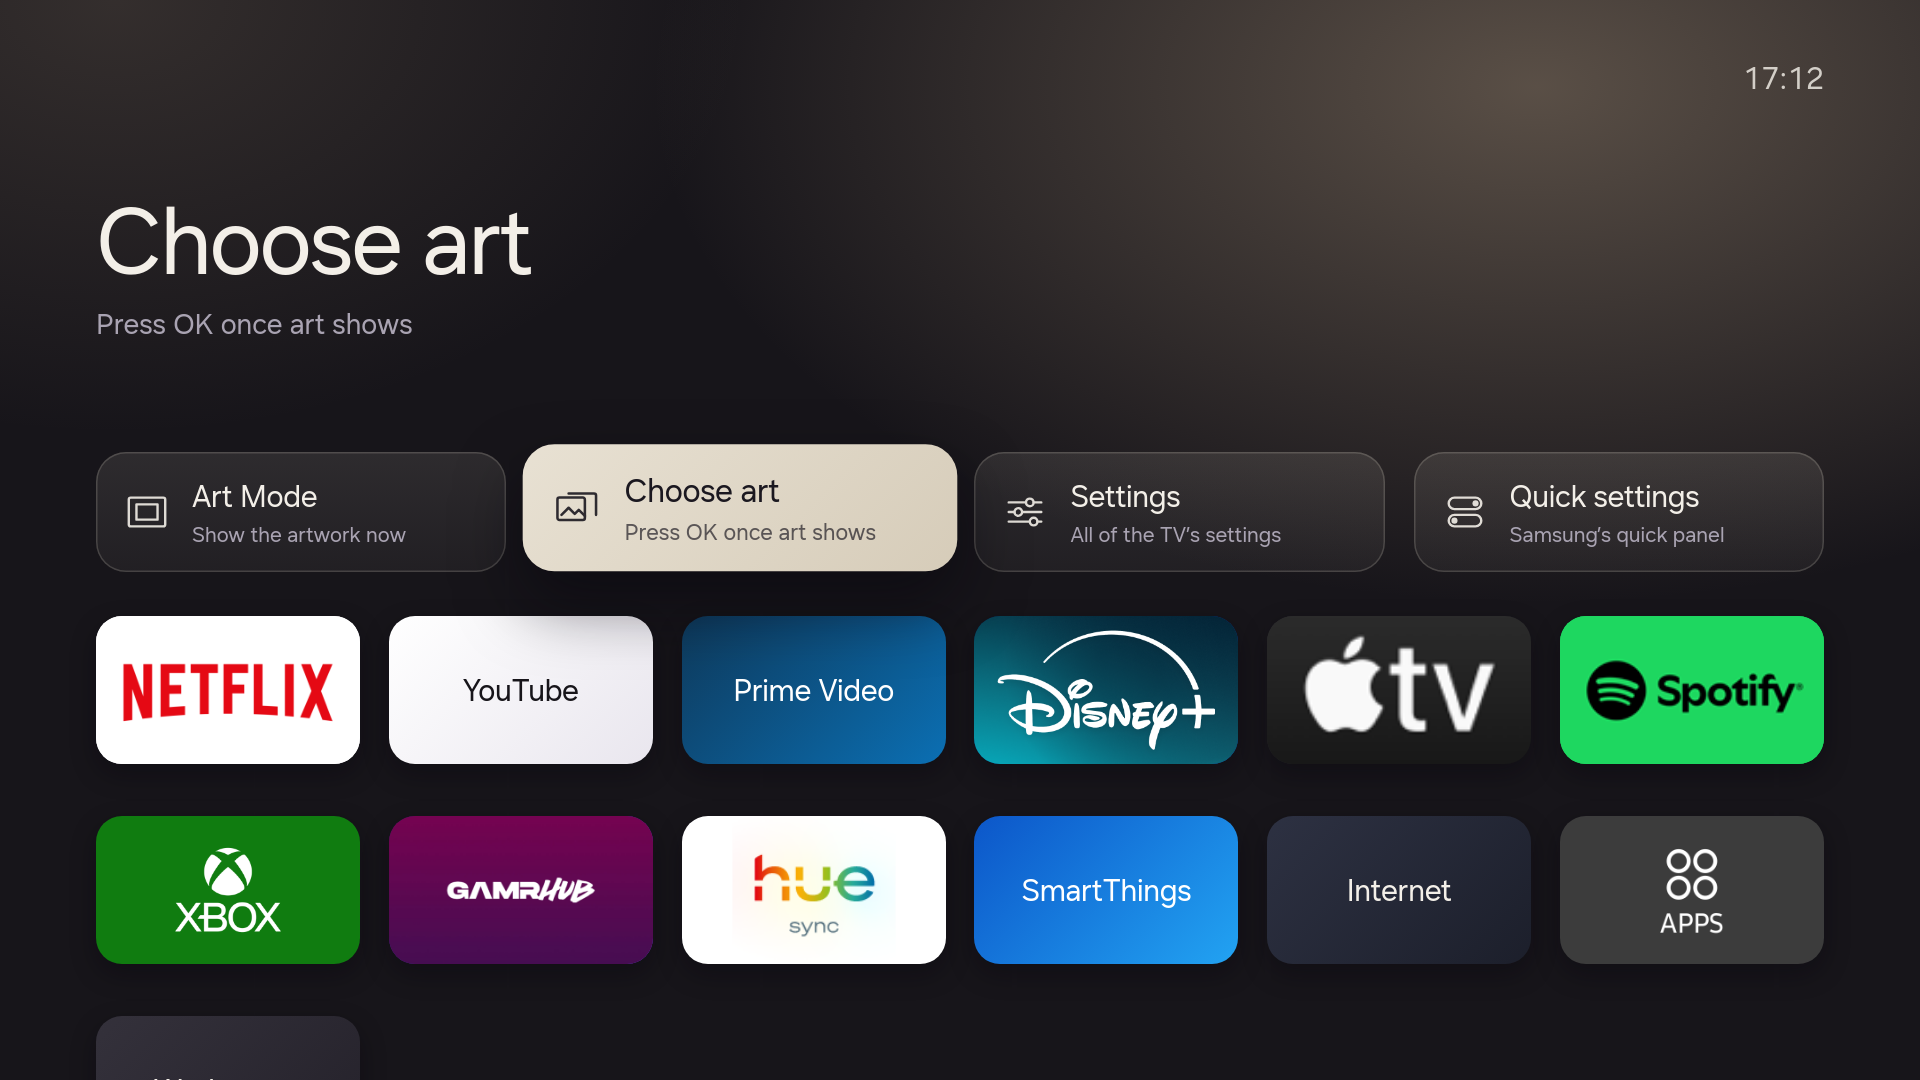 17:12
Choose art
Press OK once art shows
Art Mode
Show the artwork now
Choose art
Press OK once art shows
Settings
All of the TV's settings
Quick settings
Samsung's quick panel
NETFLIX
YouTube
Prime Video
Disney+
tv
Spotify
XBOX
GAMRHUB
hue
sync
SmartThings
Internet
APPS